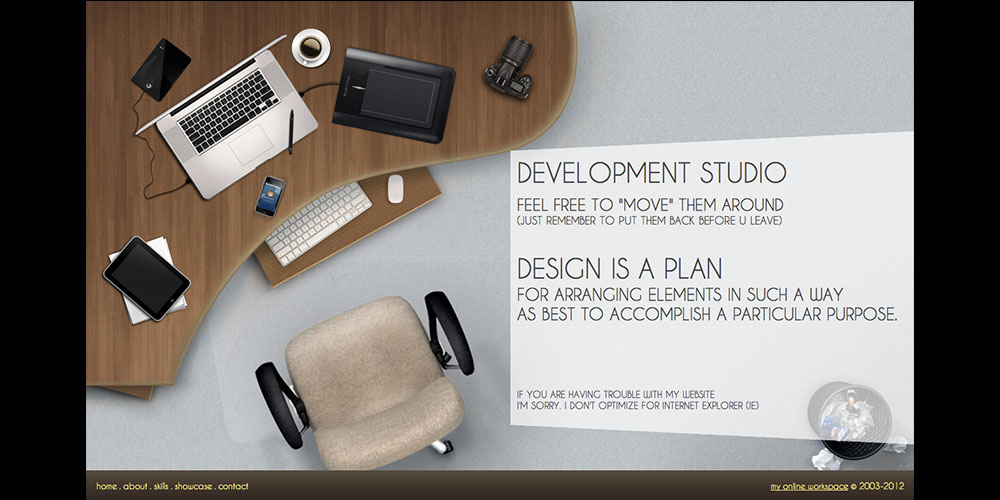 DEVELOPMENT STUDIO
FEEL FREE TO "MOVE" THEM AROUND
(JUST REMEMBER TO PUT THEM BACK BEFORE U LEAVE)
DESIGN IS A PLAN
FOR ARRANGING ELEMENTS IN SUCH A WAY
AS BEST TO ACCOMPLISH A PARTICULAR PURPOSE.
IF YOU ARE HAVING TROUBLE WITH MY WEBSITE
I'M SORRY. I DON'T OPTIMIZE FOR INTERNET EXPLORER (IE)
home . about . skills . showcase . contact
my online workspace © 2003-2012